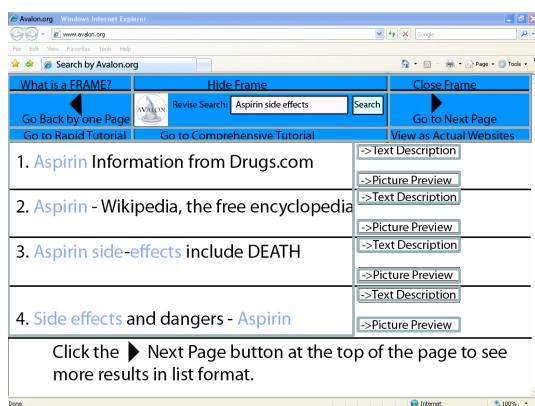 Avalon.org Windows Internet Explorer
www.avalon.org
Google
File Edit View Favorites Tools Help
Search by Avalon.org
Page Tools
What is a FRAME? Hide Frame Close Frame
Go Back by one Page AVALON Revise Search: Aspirin side effects Search Go to Next Page
Go to Rapid Tutorial Go to Comprehensive Tutorial View as Actual Websites
1. Aspirin Information from Drugs.com
->Text Description
->Picture Preview
2. Aspirin - Wikipedia, the free encyclopedia
->Text Description
->Picture Preview
3. Aspirin side-effects include DEATH
->Text Description
->Picture Preview
4. Side effects and dangers - Aspirin
->Text Description
->Picture Preview
Click the Next Page button at the top of the page to see
more results in list format.
Done Internet 100%